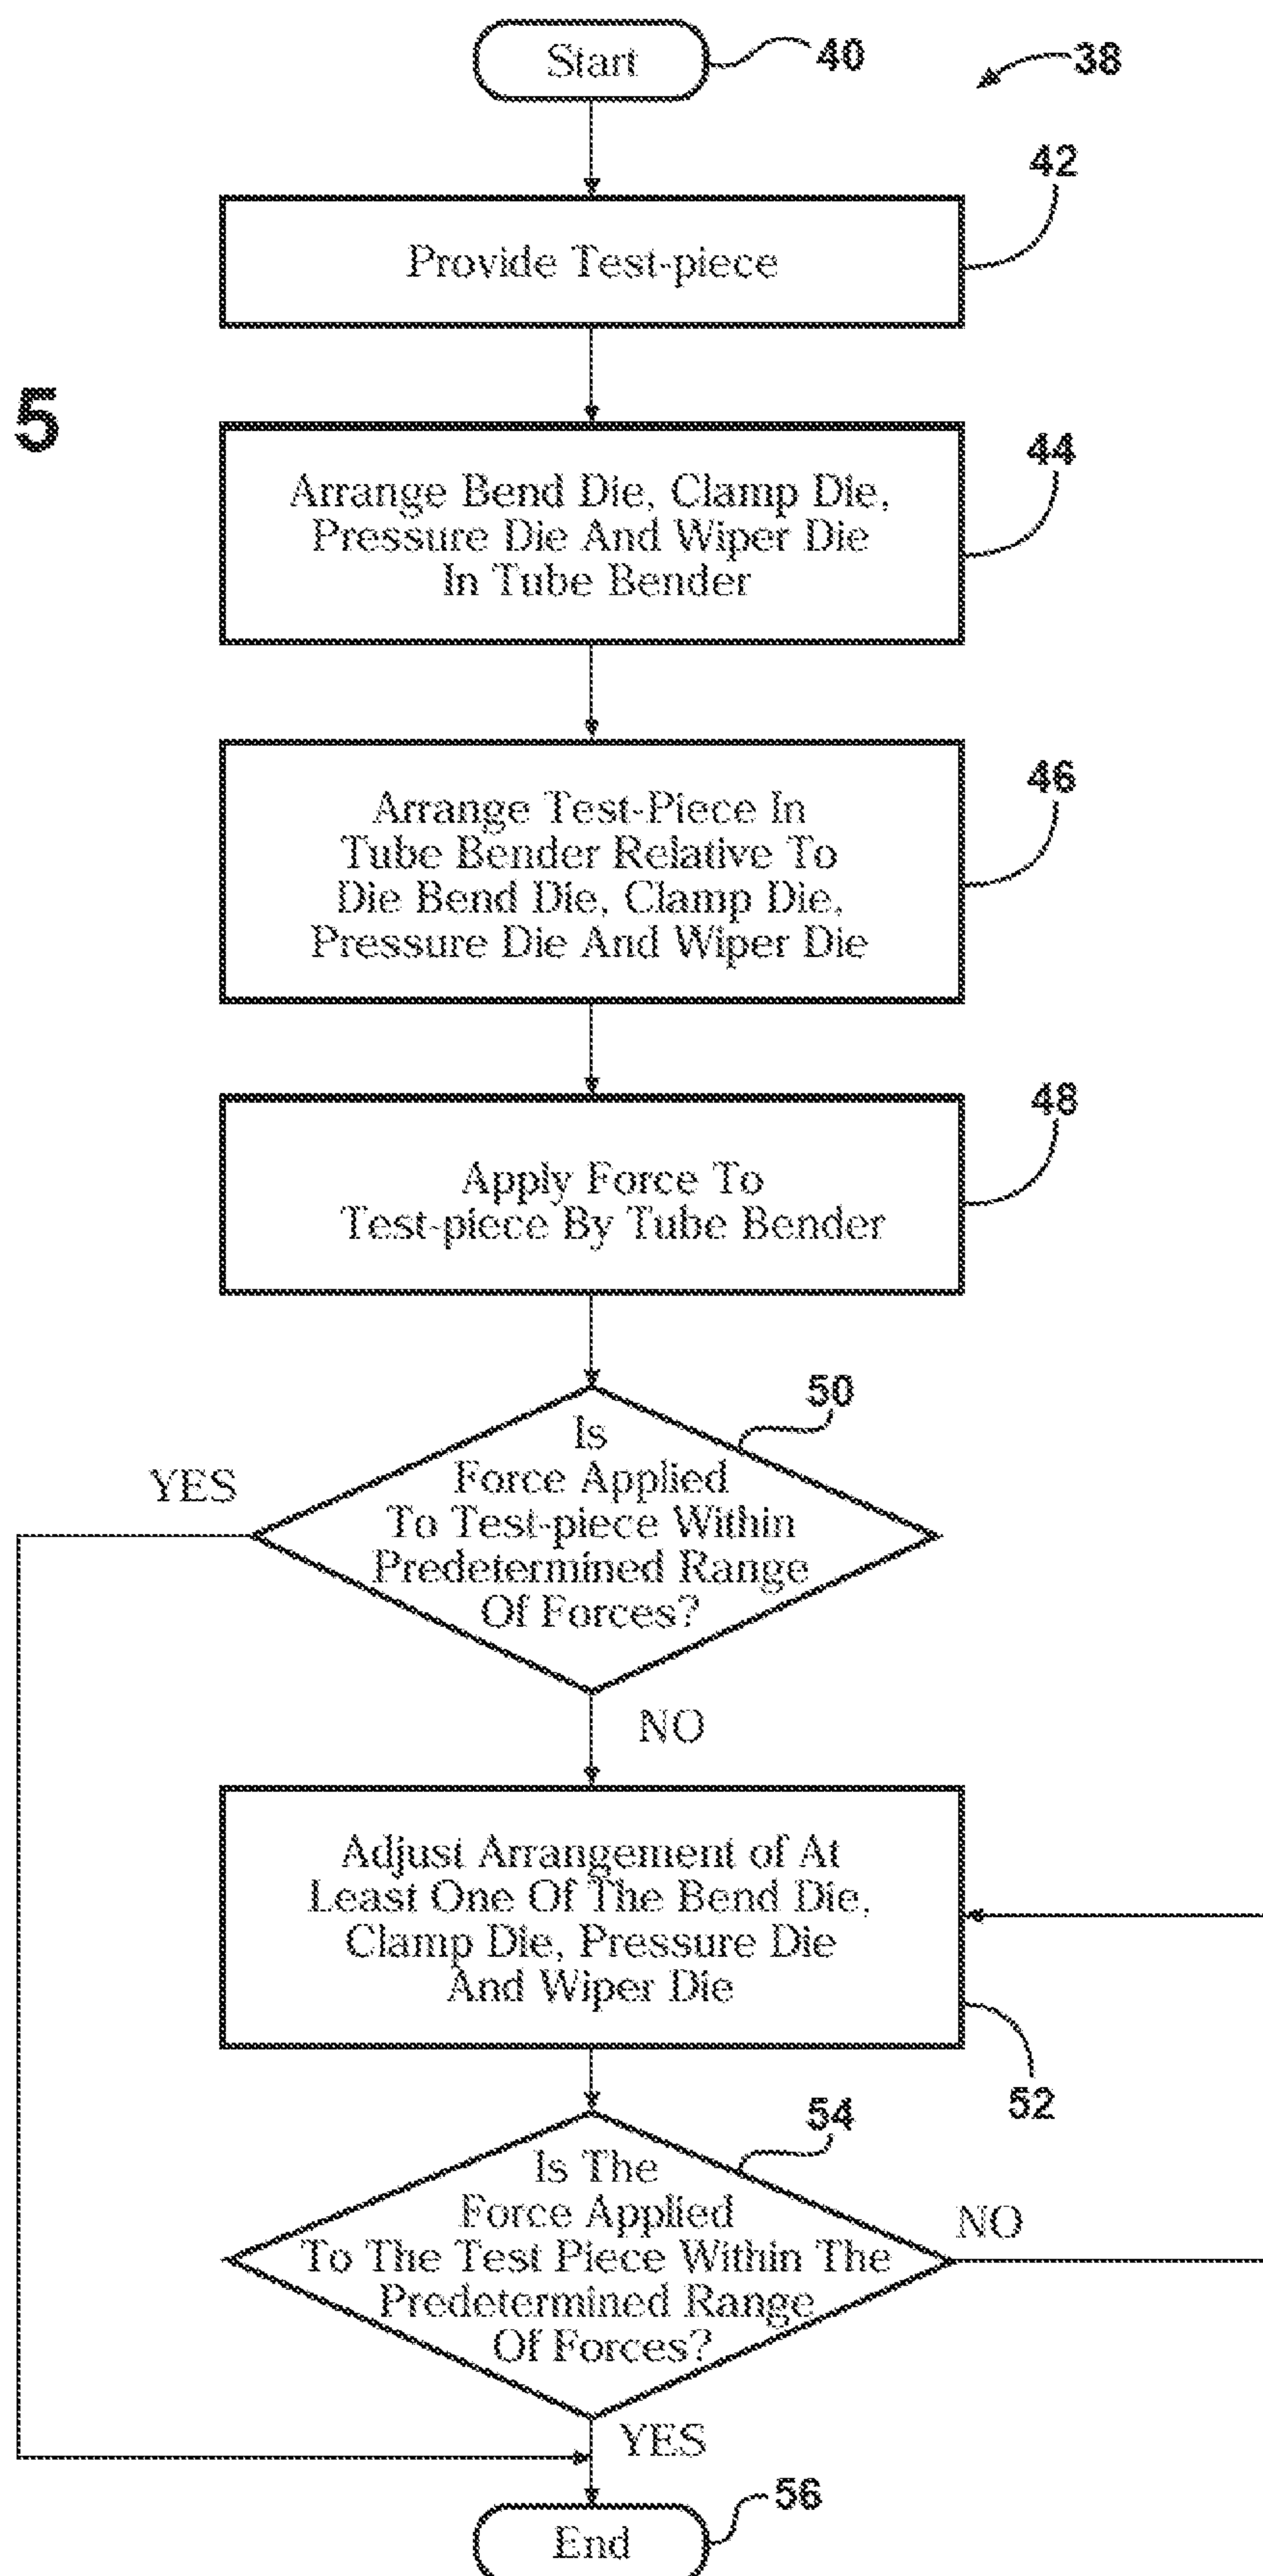 Start
40
38
42
Provide Test-piece
5
44
Arrange Bend Die, Clamp Die,
Pressure Die And Wiper Die
In Tube Bender
46
Arrange Test-Piece In
Tube Bender Relative To
Die Bend Die, Clamp Die,
Pressure Die And Wiper Die
48
Apply Force To
Test-piece By Tube Bender
50
Is
Force Applied
To Test-piece Within
Predetermined Range
Of Forces?
YES
NO
Adjust Arrangement of At
Least One Of The Bend Die,
Clamp Die, Pressure Die
And Wiper Die
52
54
Is The
Force Applied
To The Test Piece Within The
Predetermined Range
Of Forces?
NO
YES
56
End